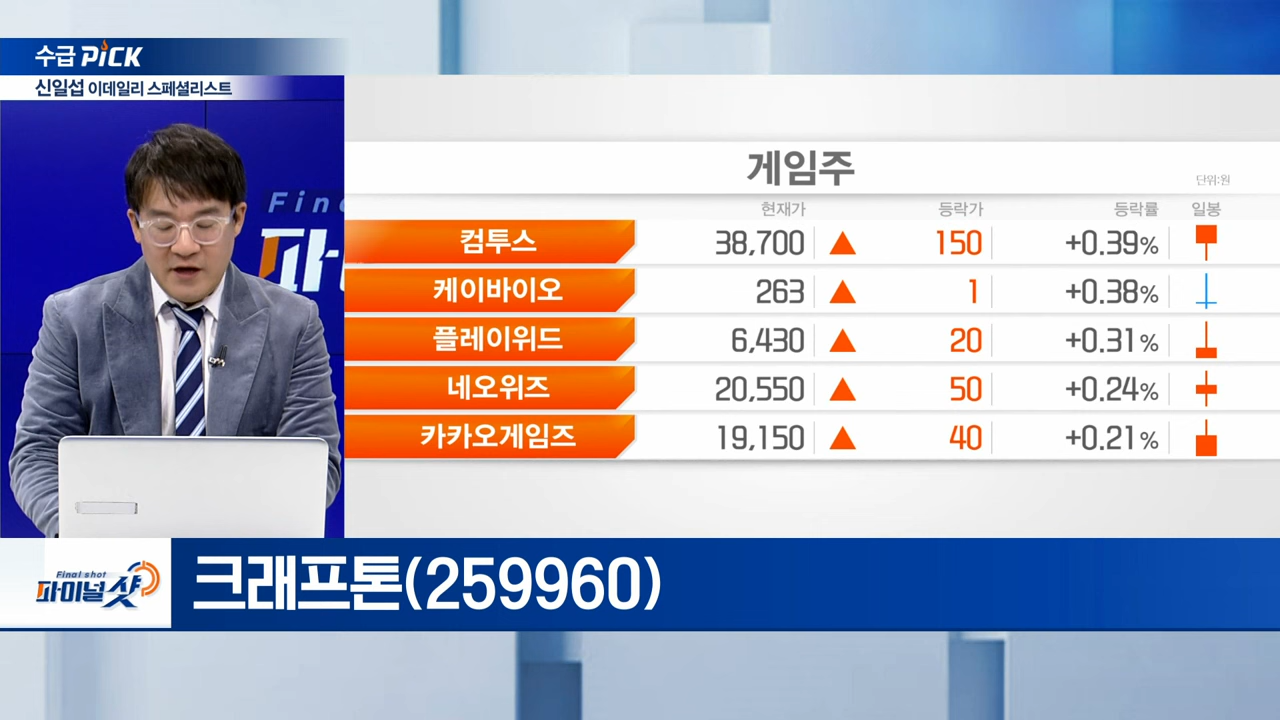 수급 PICK
신일섭 이데일리 스페셜리스트
Fin
파
게임주
단위:원
현재가 등락가 등락률 일봉
컴투스 38,700 ▲ 150 +0.39%
케이바이오 263 ▲ 1 +0.38%
플레이위드 6,430 ▲ 20 +0.31%
네오위즈 20,550 ▲ 50 +0.24%
카카오게임즈 19,150 ▲ 40 +0.21%
Final shot
파이널샷
크래프톤(259960)